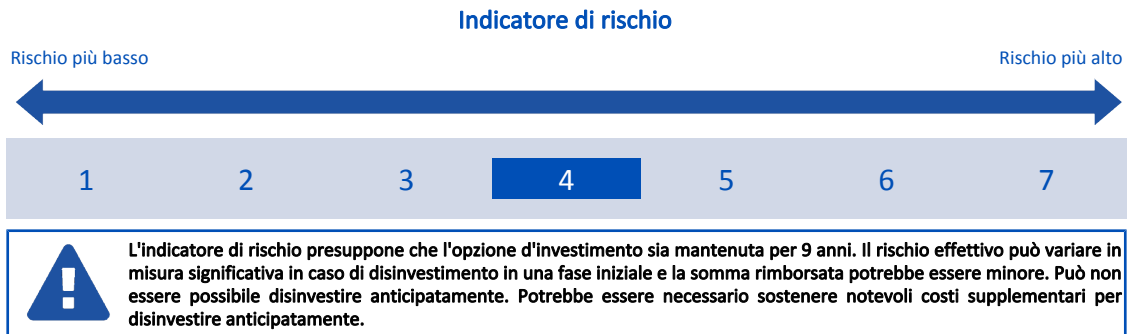 Indicatore di rischio
Rischio più basso
Rischio più alto
1 2 3 4 5 6 7
L'indicatore di rischio presuppone che l'opzione d'investimento sia mantenuta per 9 anni. Il rischio effettivo può variare in
misura significativa in caso di disinvestimento in una fase iniziale e la somma rimborsata potrebbe essere minore. Può non
essere possibile disinvestire anticipatamente. Potrebbe essere necessario sostenere notevoli costi supplementari per
disinvestire anticipatamente.